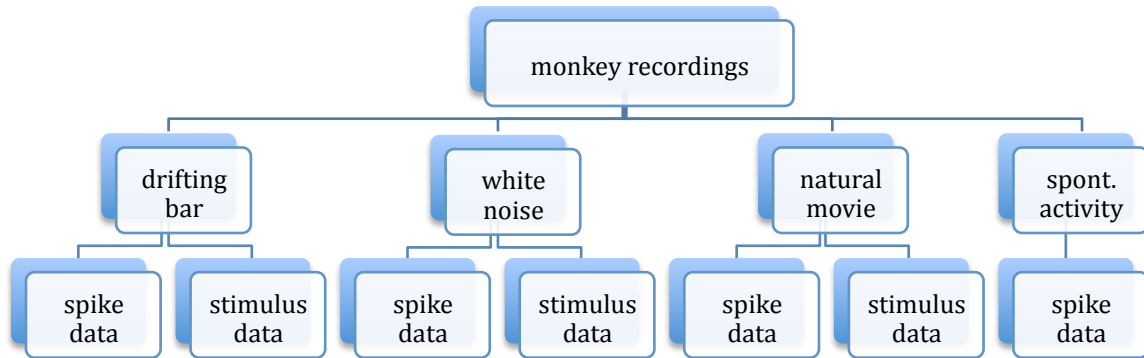 monkey recordings
drifting
bar
white
noise
natural
movie
spont.
activity
spike
data
stimulus
data
spike
data
stimulus
data
spike
data
stimulus
data
spike
data